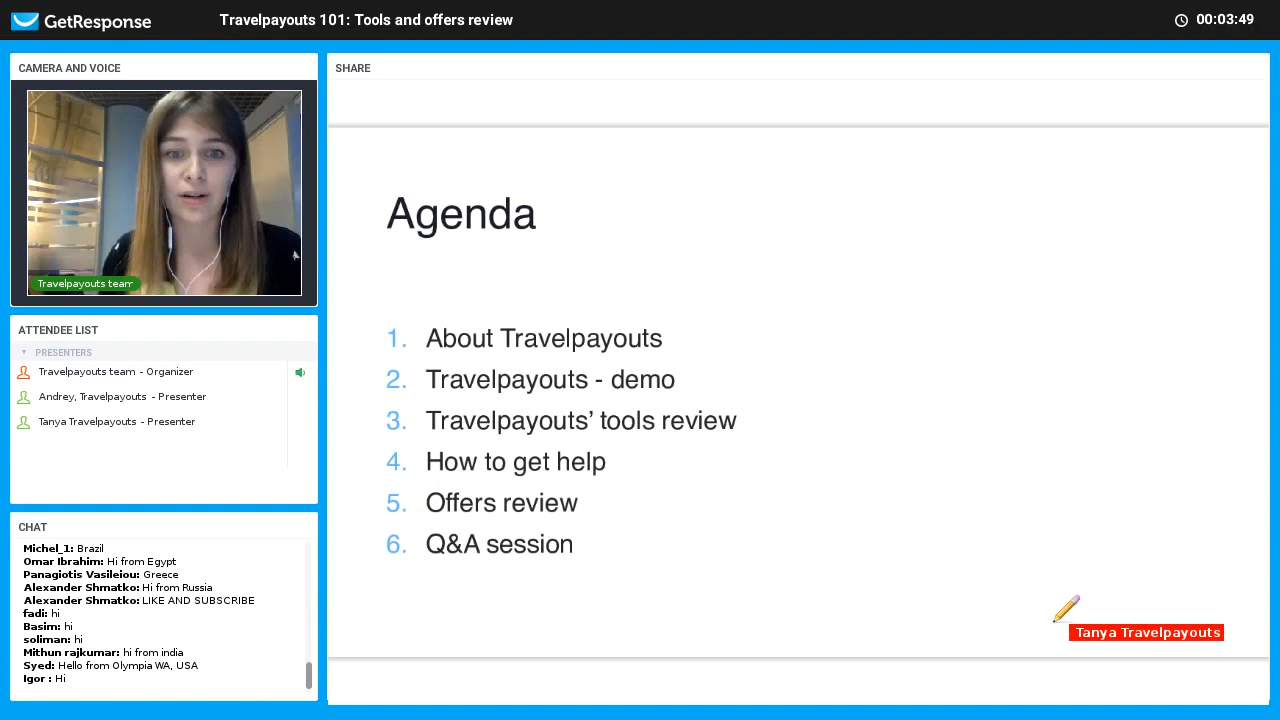 GetResponse
Travelpayouts 101: Tools and offers review
00:03:49
CAMERA AND VOICE
Travelpayouts team
ATTENDEE LIST
PRESENTERS
Travelpayouts team - Organizer
Andrey, Travelpayouts - Presenter
Tanya Travelpayouts - Presenter
CHAT
Michel_1: Brazil
Omar Ibrahim: Hi from Egypt
Panagiotis Vasileiou: Greece
Alexander Shmatko: Hi from Russia
Alexander Shmatko: LIKE AND SUBSCRIBE
fadi: hi
Basim: hi
soliman: hi
Mithun rajkumar: hi from india
Syed: Hello from Olympia WA, USA
Igor : Hi
SHARE
Agenda
1. About Travelpayouts
2. Travelpayouts - demo
3. Travelpayouts’ tools review
4. How to get help
5. Offers review
6. Q&A session
Tanya Travelpayouts